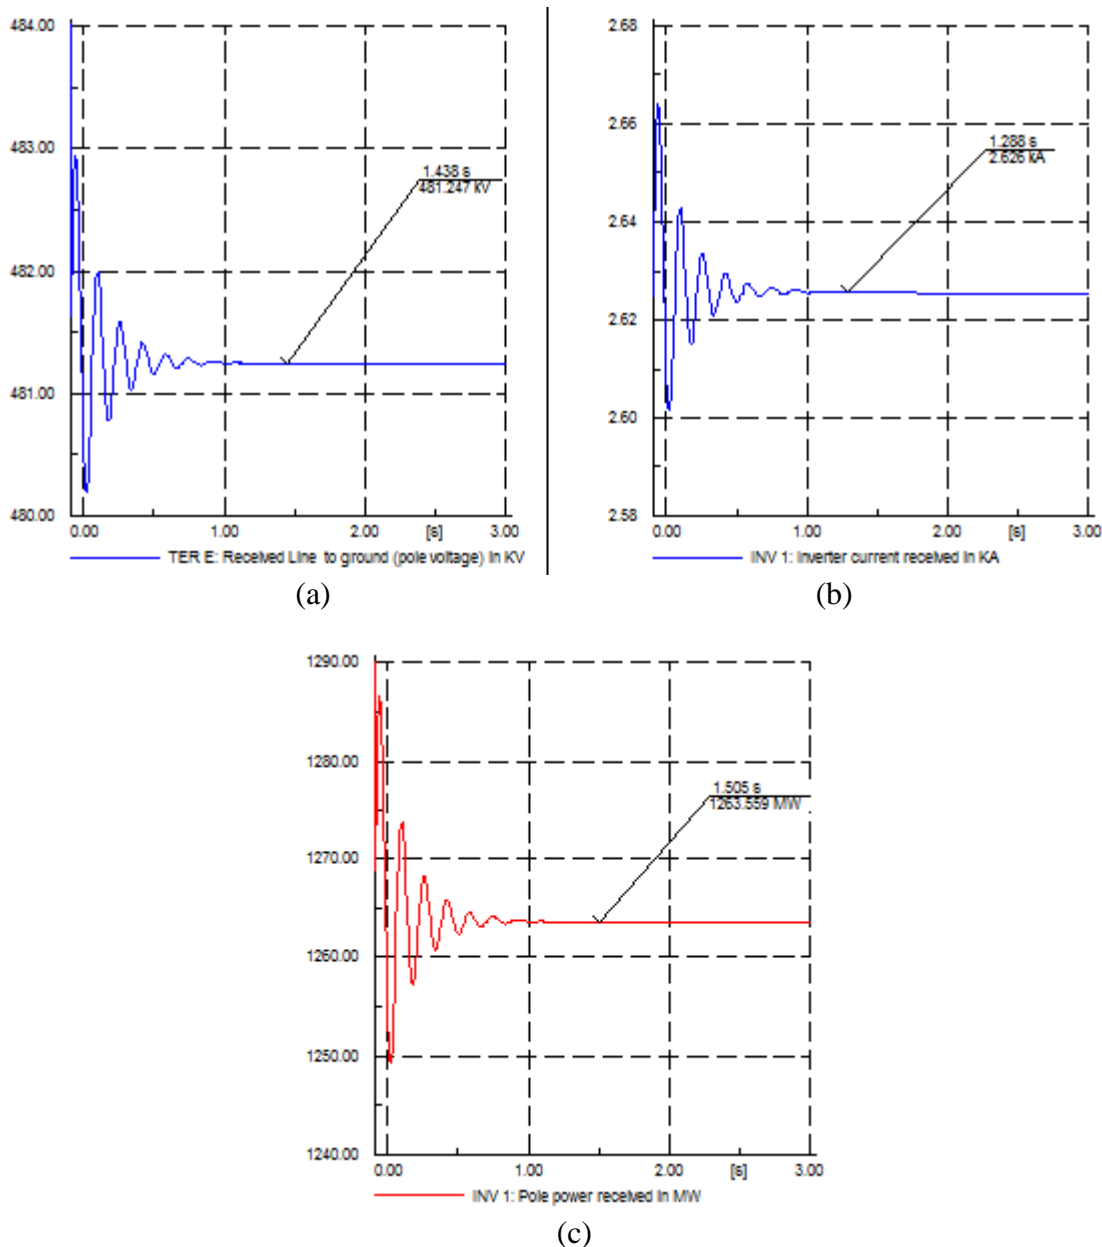 484.00
483.00
482.00
481.00
480.00
1.438 s
481.247 kV
0.00 1.00 2.00 [s] 3.00
TER E: Received Line to ground (pole voltage) in KV
(a)
2.68
2.66
2.64
2.62
2.60
2.58
1.288 s
2.626 kA
0.00 1.00 2.00 [s] 3.00
INV 1: Inverter current received in KA
(b)
1290.00
1280.00
1270.00
1260.00
1250.00
1240.00
1.505 s
1263.559 MW
0.00 1.00 2.00 [s] 3.00
INV 1: Pole power received in MW
(c)